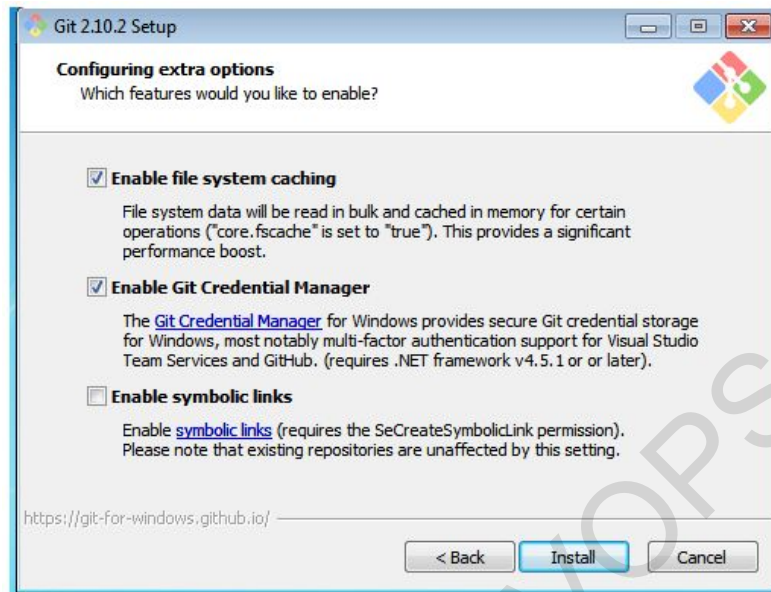 Git 2.10.2 Setup
Configuring extra options
Which features would you like to enable?
Enable file system caching
File system data will be read in bulk and cached in memory for certain
operations ("core.fscache" is set to "true"). This provides a significant
performance boost.
Enable Git Credential Manager
The Git Credential Manager for Windows provides secure Git credential storage
for Windows, most notably multi-factor authentication support for Visual Studio
Team Services and GitHub. (requires .NET framework v4.5.1 or or later).
Enable symbolic links
Enable symbolic links (requires the SeCreateSymbolicLink permission).
Please note that existing repositories are unaffected by this setting.
https://git-for-windows.github.io/
< Back Install Cancel
VOPS